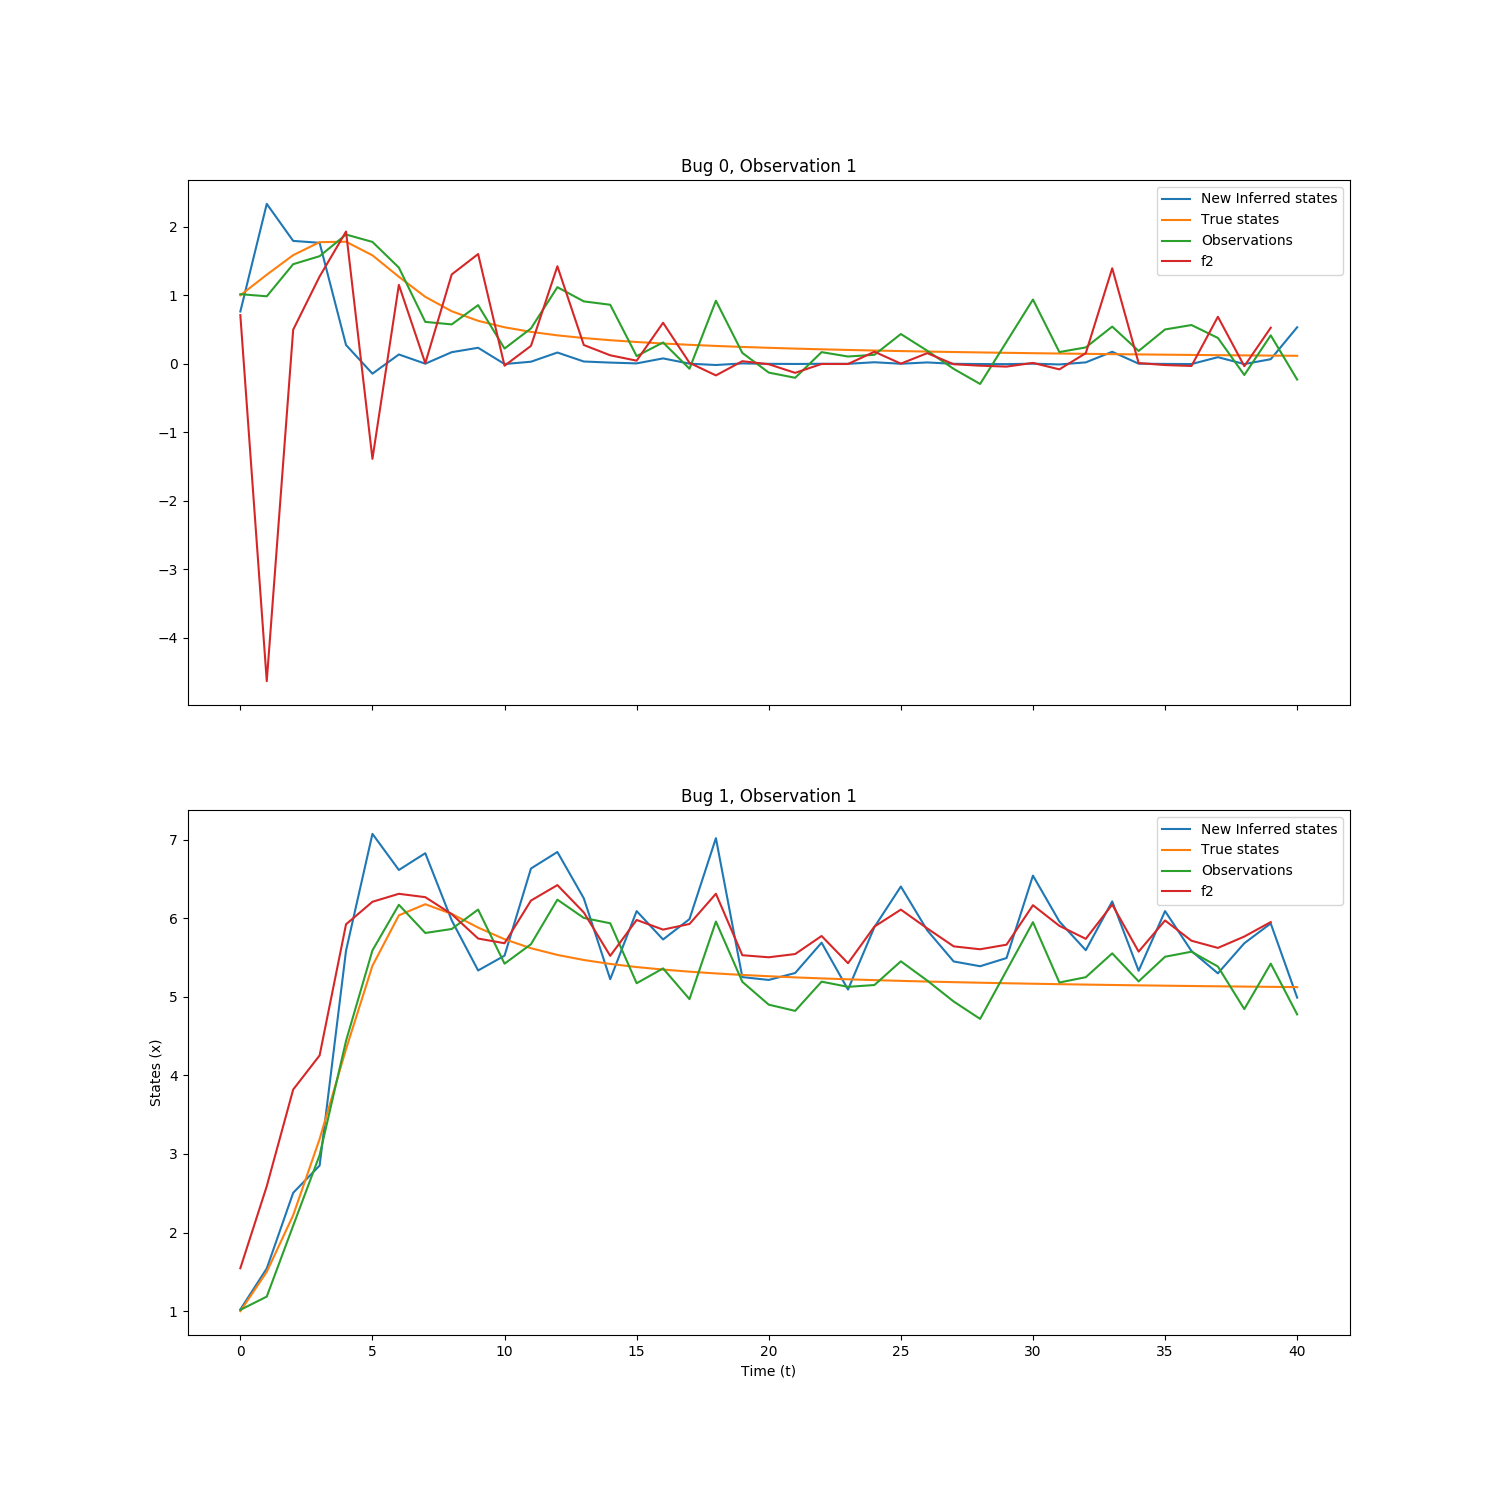 Bug 0, Observation 1
New Inferred states
True states
Observations
f2
2
1
0
−1
−2
−3
−4
Bug 1, Observation 1
New Inferred states
True states
Observations
f2
7
6
5
4
3
2
1
States (x)
0 5 10 15 20 25 30 35 40
Time (t)